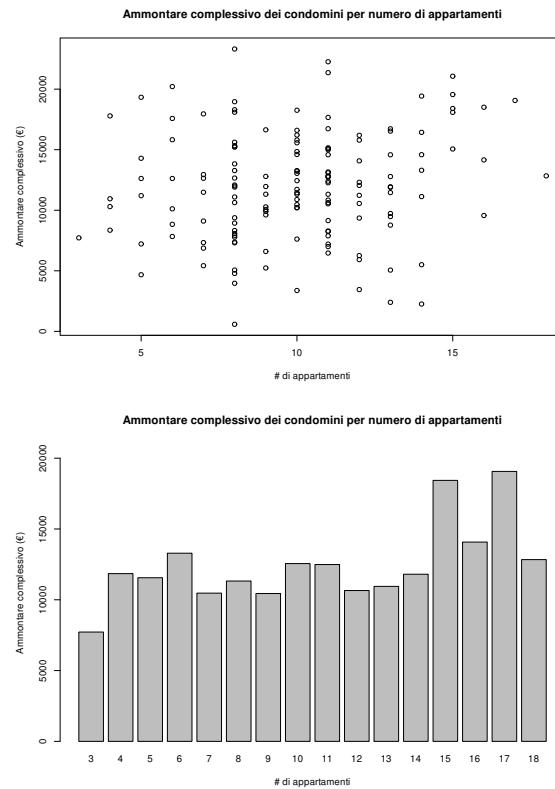 Ammontare complessivo dei condomini per numero di appartamenti
Ammontare complessivo (€)
20000
15000
10000
5000
0
5 10 15
# di appartamenti
Ammontare complessivo dei condomini per numero di appartamenti
Ammontare complessivo (€)
20000
15000
10000
5000
0
3 4 5 6 7 8 9 10 11 12 13 14 15 16 17 18
# di appartamenti